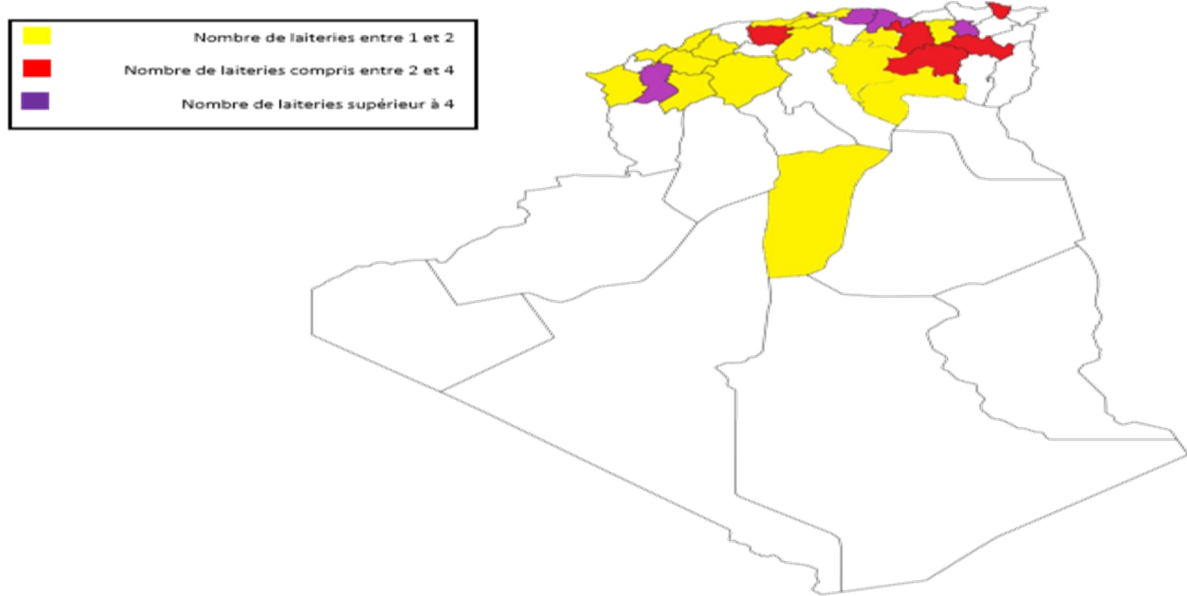 Nombre de laiteries entre 1 et 2
Nombre de laiteries compris entre 2 et 4
Nombre de laiteries supérieur à 4